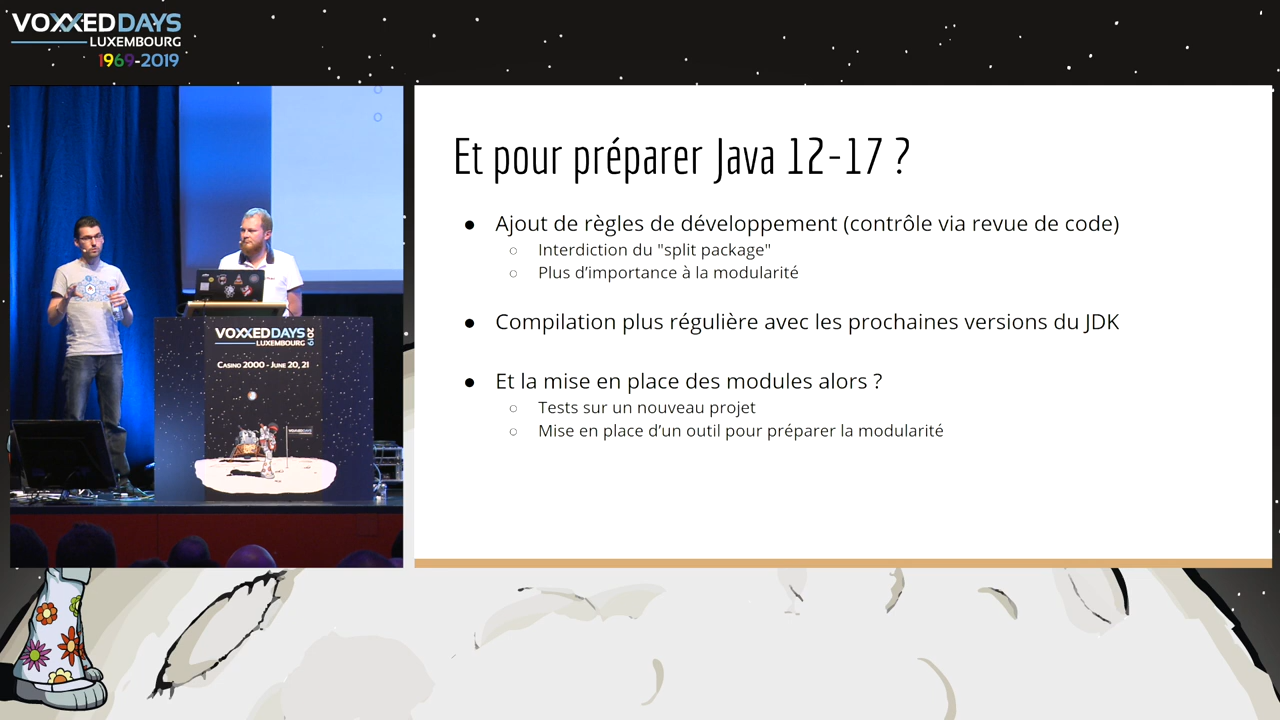 VOXXEDDAYS
LUXEMBOURG
1969-2019
Et pour préparer Java 12-17 ?
● Ajout de règles de développement (contrôle via revue de code)
○ Interdiction du "split package"
○ Plus d'importance à la modularité
● Compilation plus régulière avec les prochaines versions du JDK
● Et la mise en place des modules alors ?
○ Tests sur un nouveau projet
○ Mise en place d'un outil pour préparer la modularité
VOXXEDDAYS 2019
LUXEMBOURG
CASINO 2000 - JUNE 20, 21